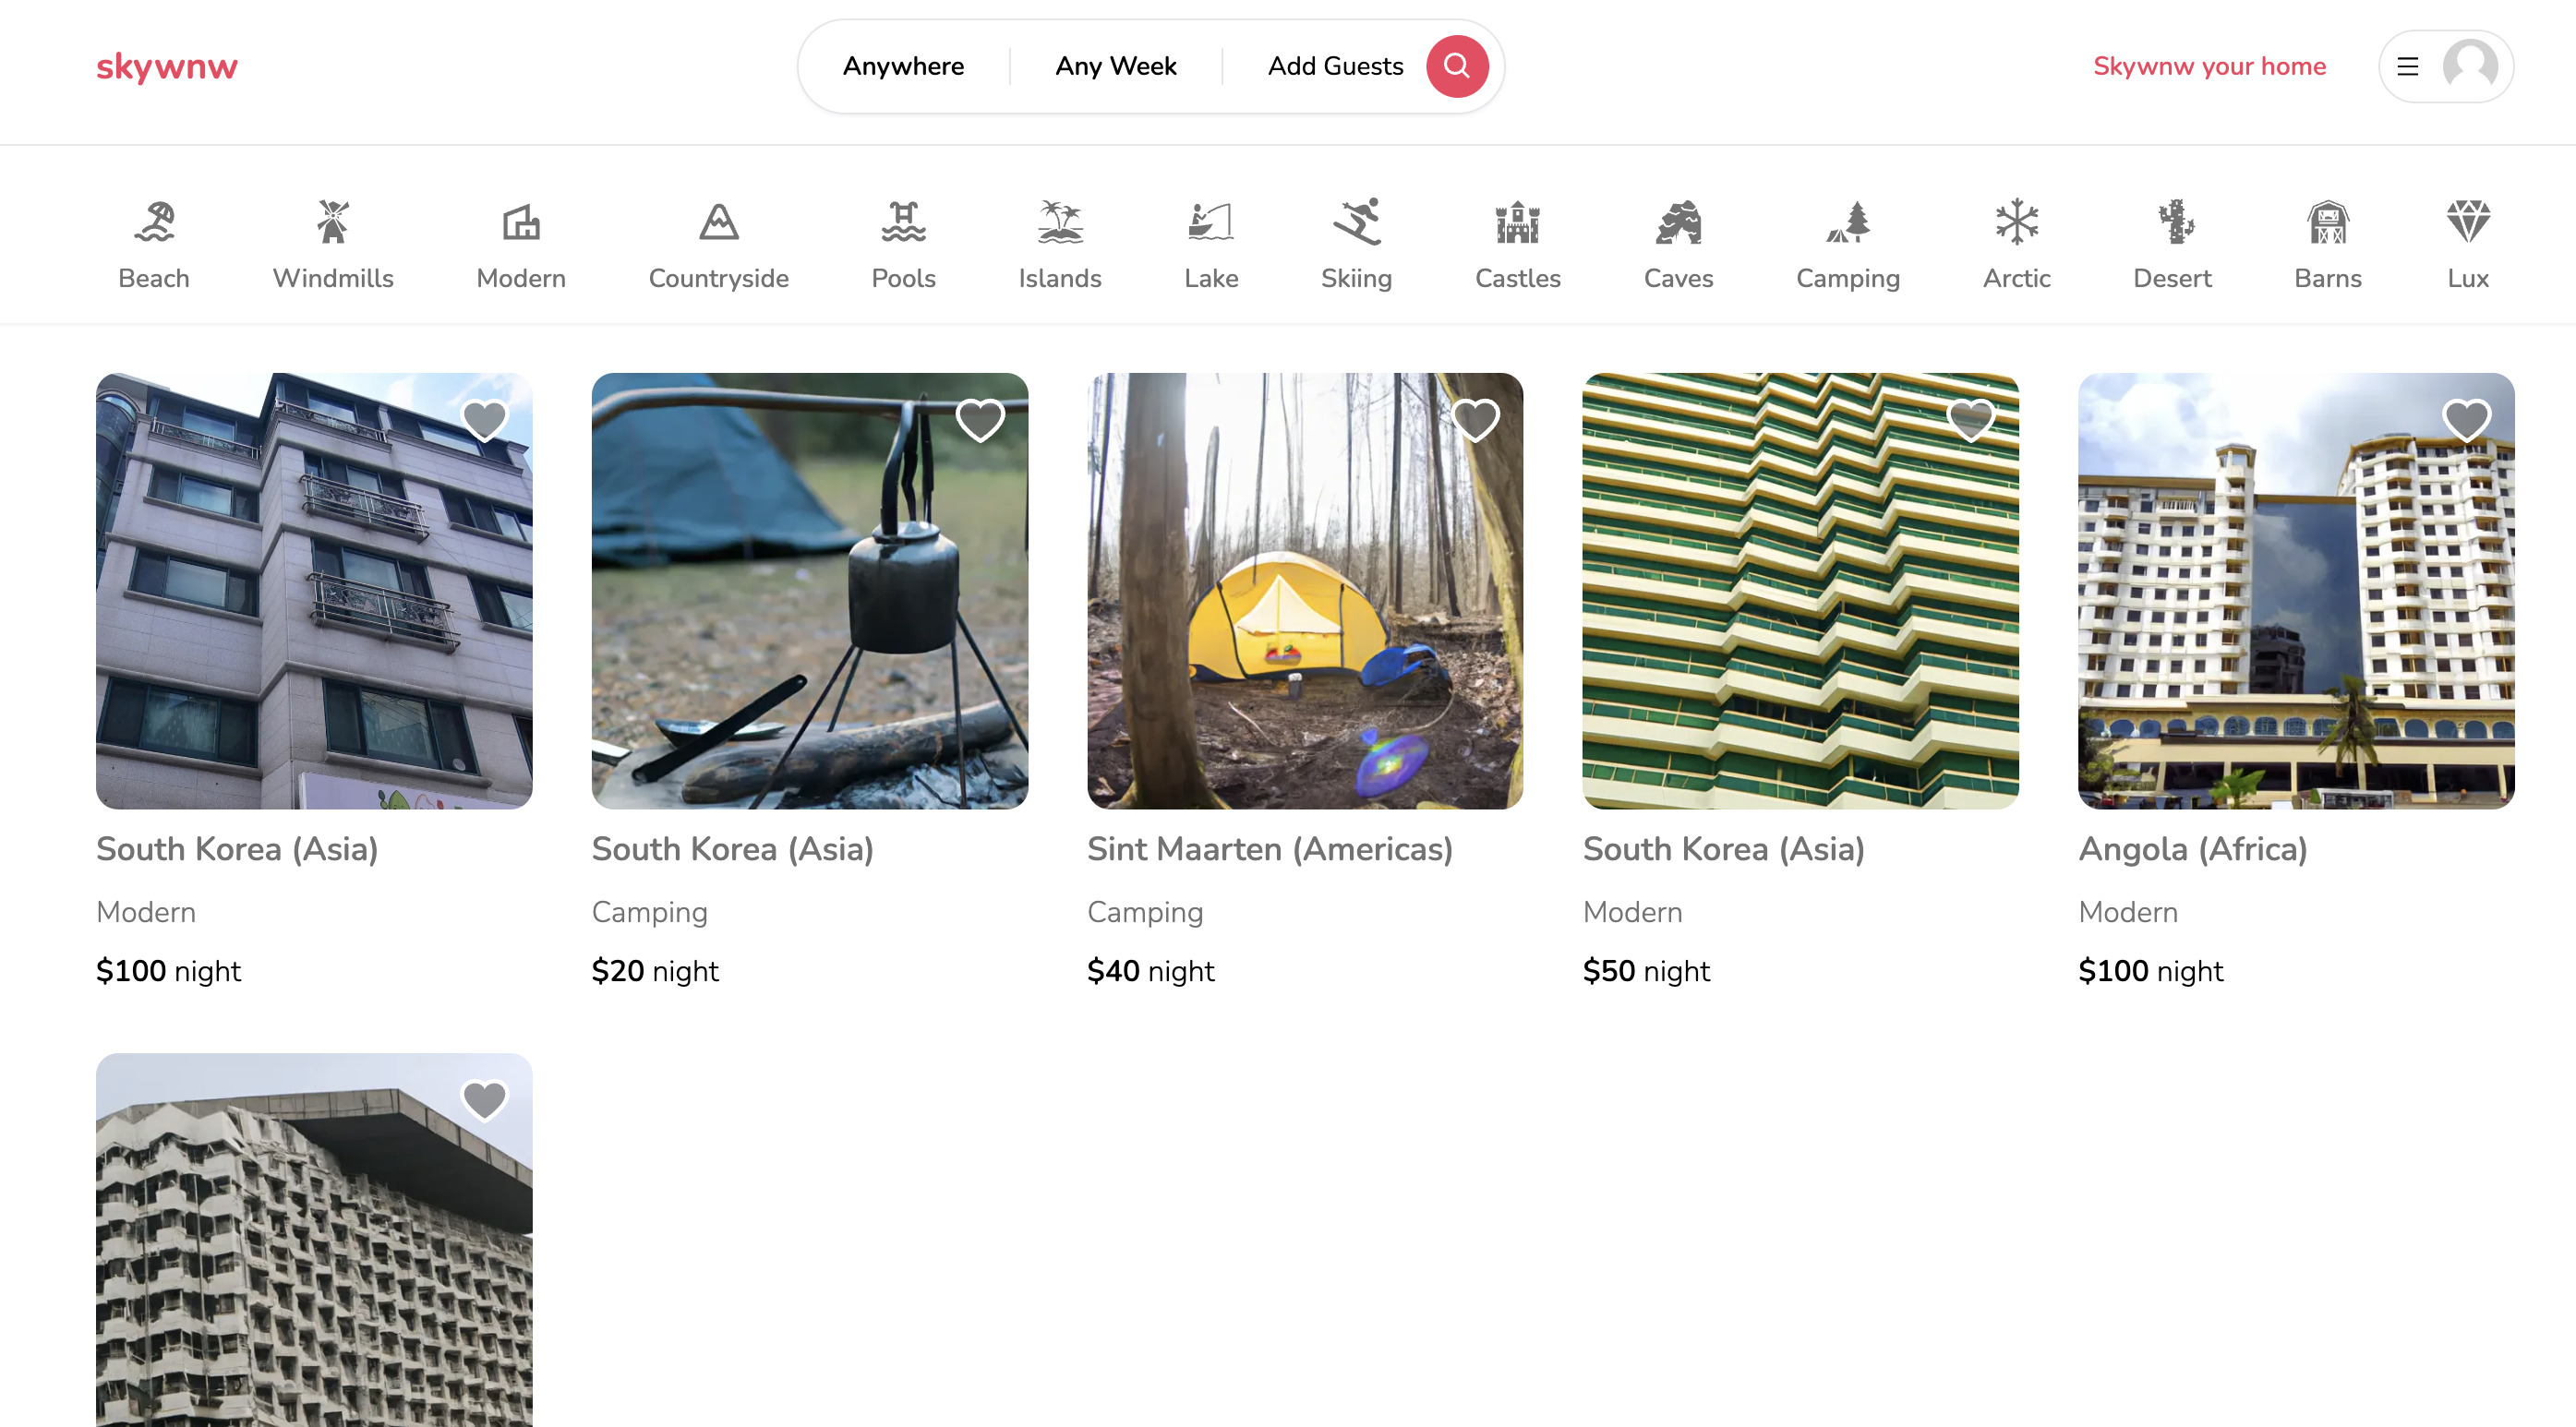 skywnw
Anywhere
Any Week
Add Guests
Skywnw your home
Beach
Windmills
Modern
Countryside
Pools
Islands
Lake
Skiing
Castles
Caves
Camping
Arctic
Desert
Barns
Lux
South Korea (Asia)
Modern
$100 night
South Korea (Asia)
Camping
$20 night
Sint Maarten (Americas)
Camping
$40 night
South Korea (Asia)
Modern
$50 night
Angola (Africa)
Modern
$100 night